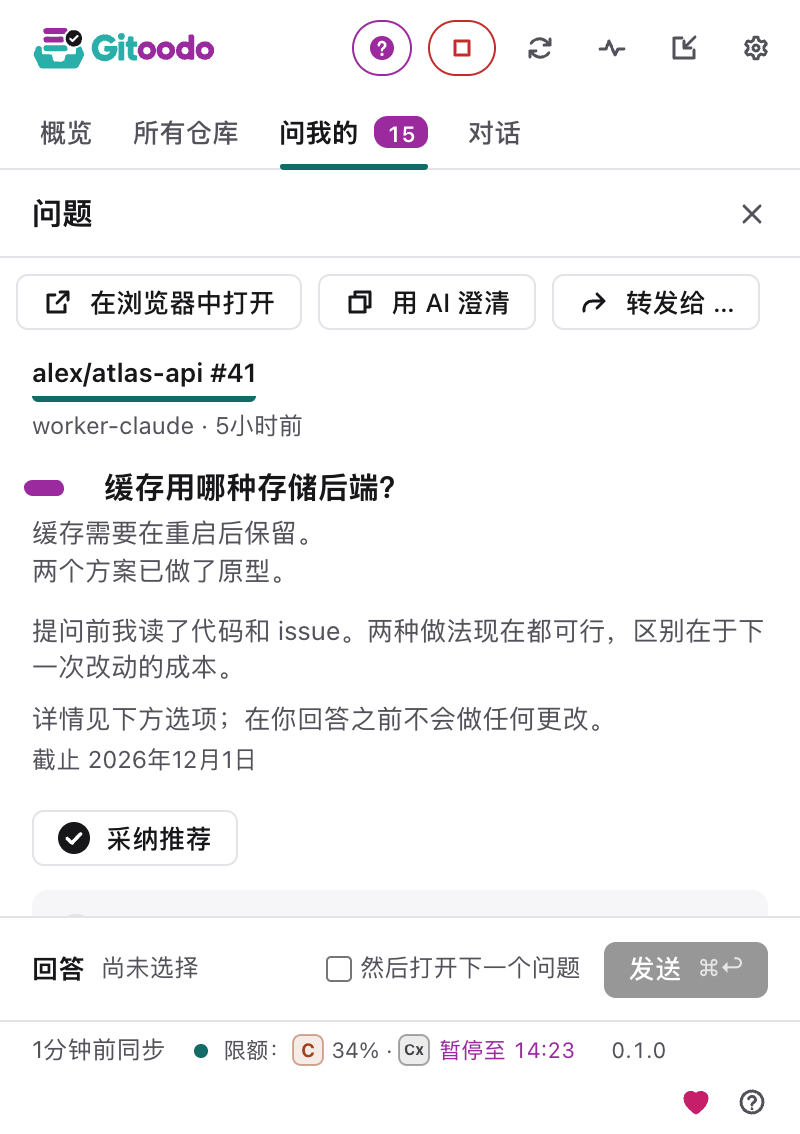 Gitoodo
概览 所有仓库 问我的 15 对话
问题
在浏览器中打开 用 AI 澄清 转发给 ...
alex/atlas-api #41
worker-claude · 5小时前
缓存用哪种存储后端?
缓存需要在重启后保留。
两个方案已做了原型。
提问前我读了代码和 issue。两种做法现在都可行，区别在于下
一次改动的成本。
详情见下方选项；在你回答之前不会做任何更改。
截止 2026年12月1日
采纳推荐
回答 尚未选择 然后打开下一个问题 发送 ⌘↩
1分钟前同步 限额： C 34% · Cx 暂停至 14:23 0.1.0